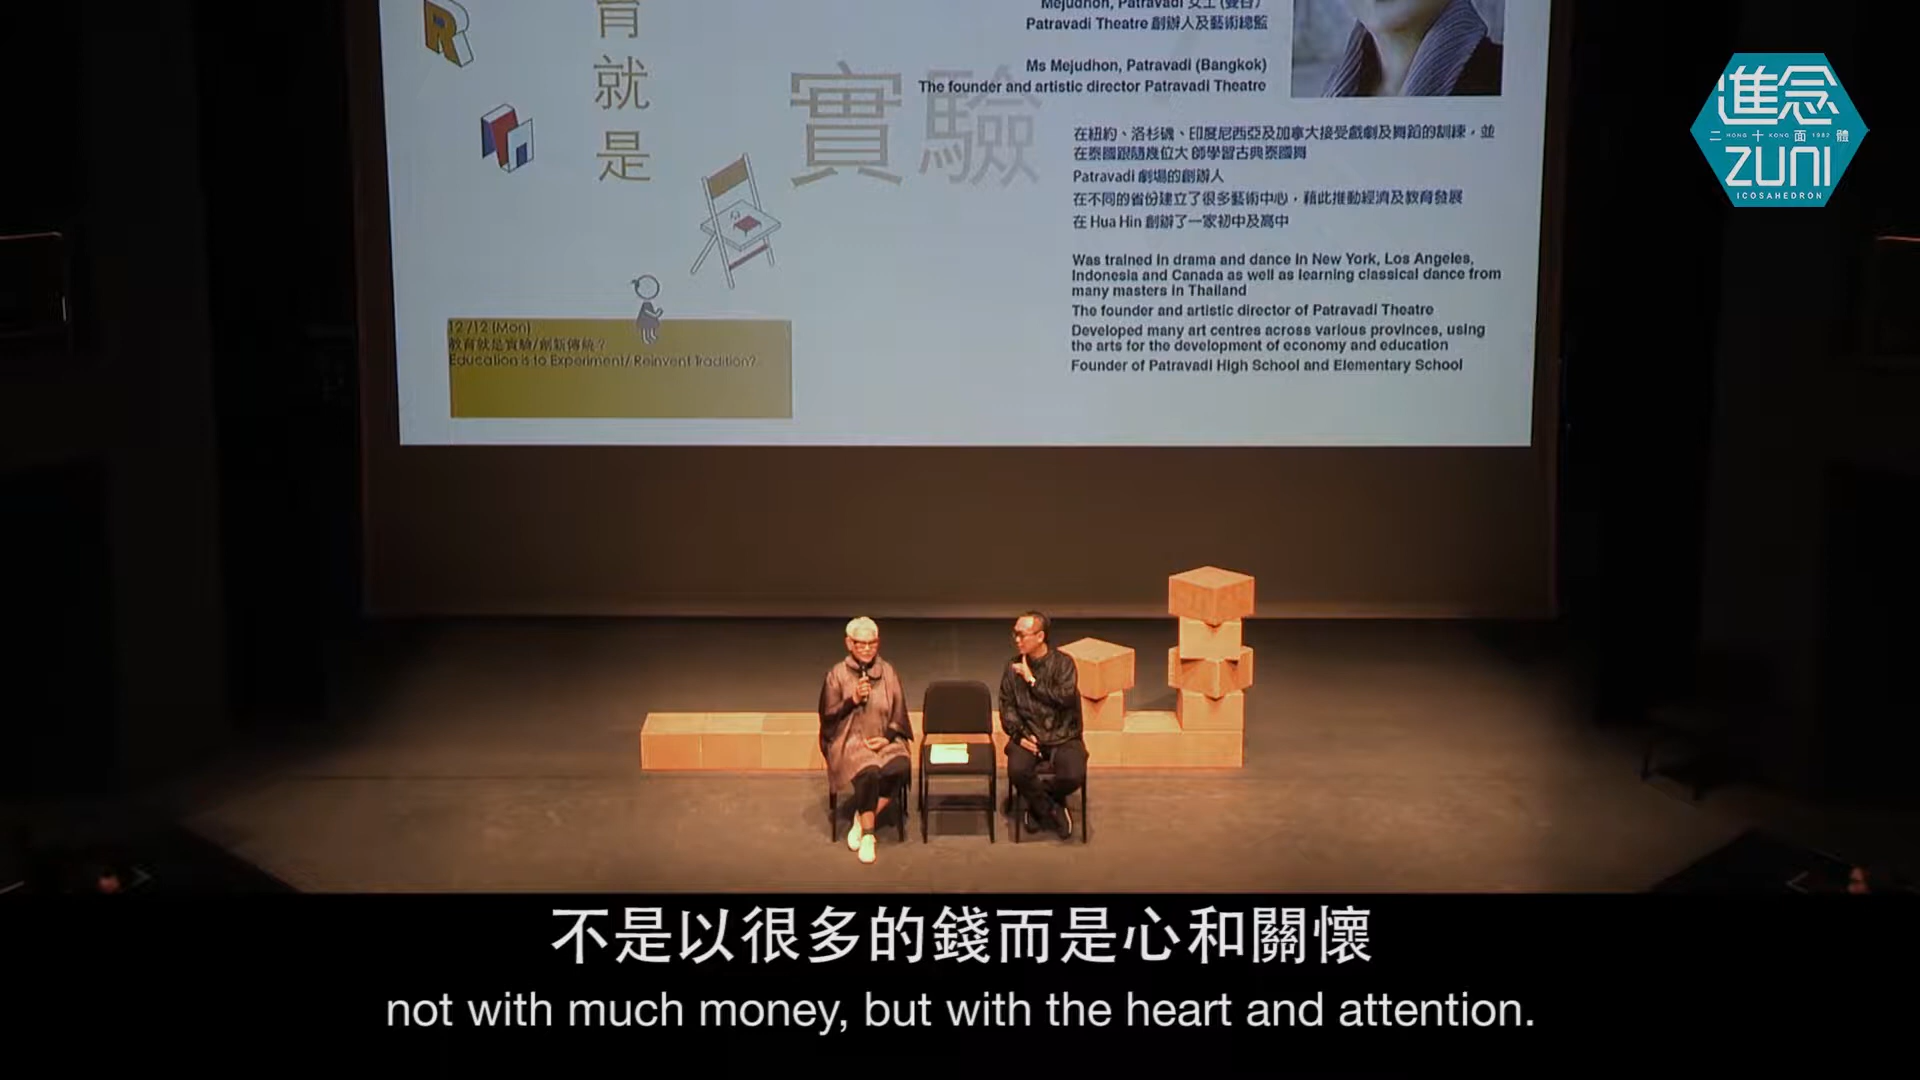 R
育
就
是
實驗
Mejudhon, Patravadi 女士 (曼谷)
Patravadi Theatre 創辦人及藝術總監
Ms Mejudhon, Patravadi (Bangkok)
The founder and artistic director Patravadi Theatre
在紐約、洛杉磯、印度尼西亞及加拿大接受戲劇及舞蹈的訓練，並
在泰國跟隨幾位大 師學習古典泰國舞
Patravadi 劇場的創辦人
在不同的省份建立了很多藝術中心，藉此推動經濟及教育發展
在 Hua Hin 創辦了一家初中及高中
Was trained in drama and dance in New York, Los Angeles,
Indonesia and Canada as well as learning classical dance from
many masters in Thailand
The founder and artistic director of Patravadi Theatre
Developed many art centres across various provinces, using
the arts for the development of economy and education
Founder of Patravadi High School and Elementary School
12 /12 (Mon)
教育就是實驗/創新傳統？
Education is to Experiment/ Reinvent Tradition?
進念
二 HONG 十 KONG 面 1982 體
ZUNI
ICOSAHEDRON
不是以很多的錢而是心和關懷
not with much money, but with the heart and attention.